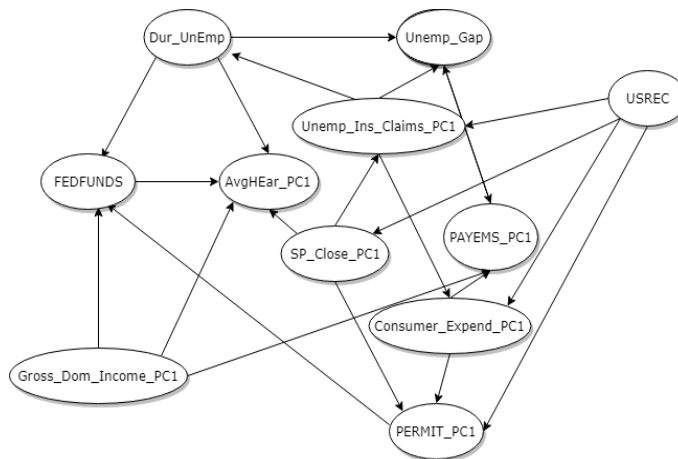 Dur_UnEmp
Unemp_Gap
USREC
Unemp_Ins_Claims_PC1
FEDFUNDS
AvgHEar_PC1
PAYEMS_PC1
SP_Close_PC1
Consumer_Expend_PC1
Gross_Dom_Income_PC1
PERMIT_PC1